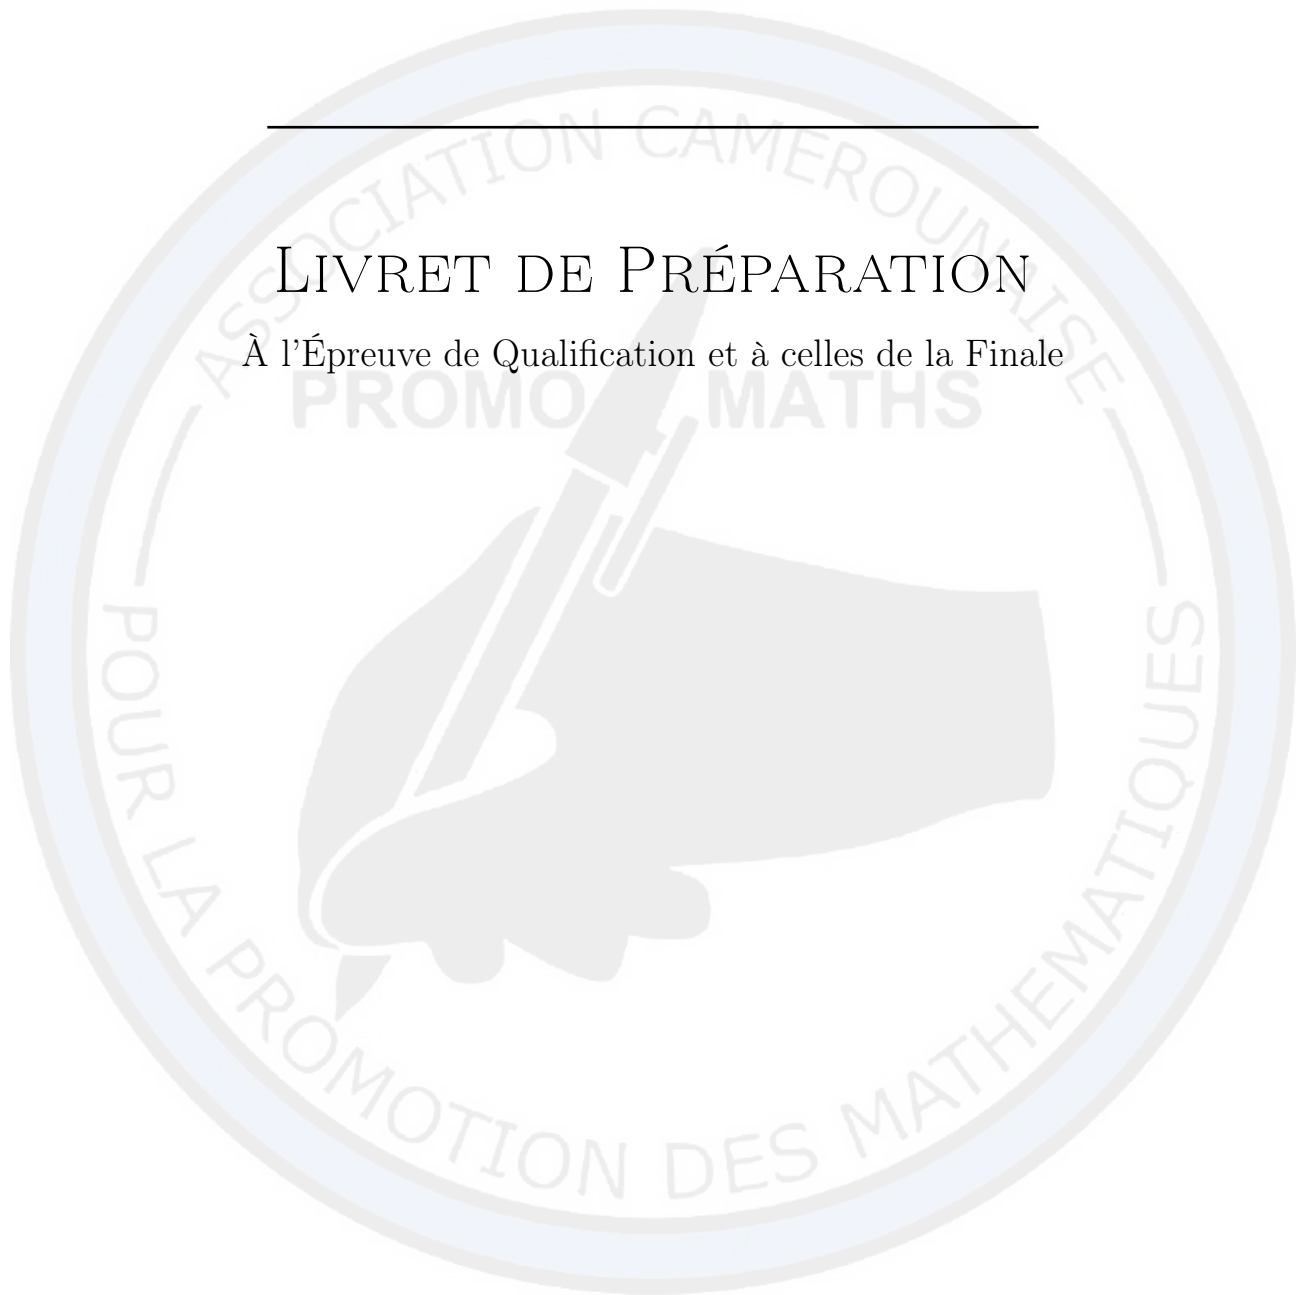 ASSOCIATION CAMEROUNAISE
LIVRET DE PRÉPARATION
À l'Épreuve de Qualification et à celles de la Finale
PROMO MATHS
POUR LA PROMOTION DES MATHEMATIQUES